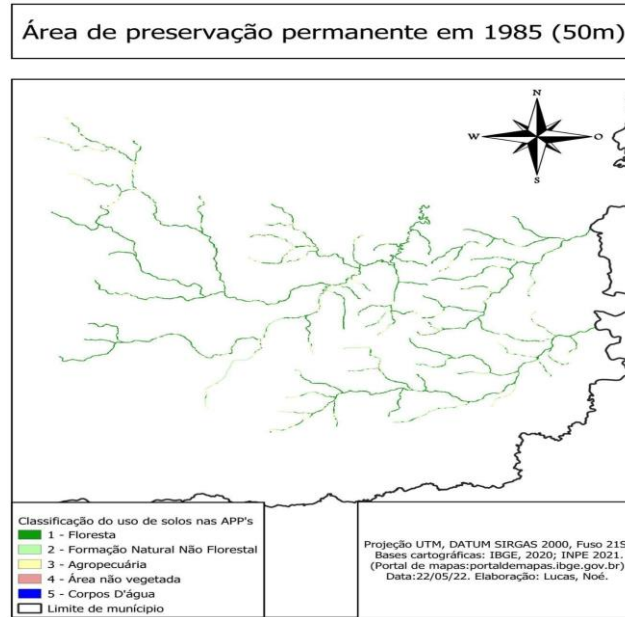 Área de preservação permanente em 1985 (50m)
N
W
O
S
Classificação do uso de solos nas APP's
1 - Floresta
2 - Formação Natural Não Florestal
3 - Agropecuária
4 - Área não vegetada
5 - Corpos D'água
Limite de munícipio
Projeção UTM, DATUM SIRGAS 2000, Fuso 21S
Bases cartográficas: IBGE, 2020; INPE 2021.
(Portal de mapas:portaldemapas.ibge.gov.br)
Data:22/05/22. Elaboração: Lucas, Noé.